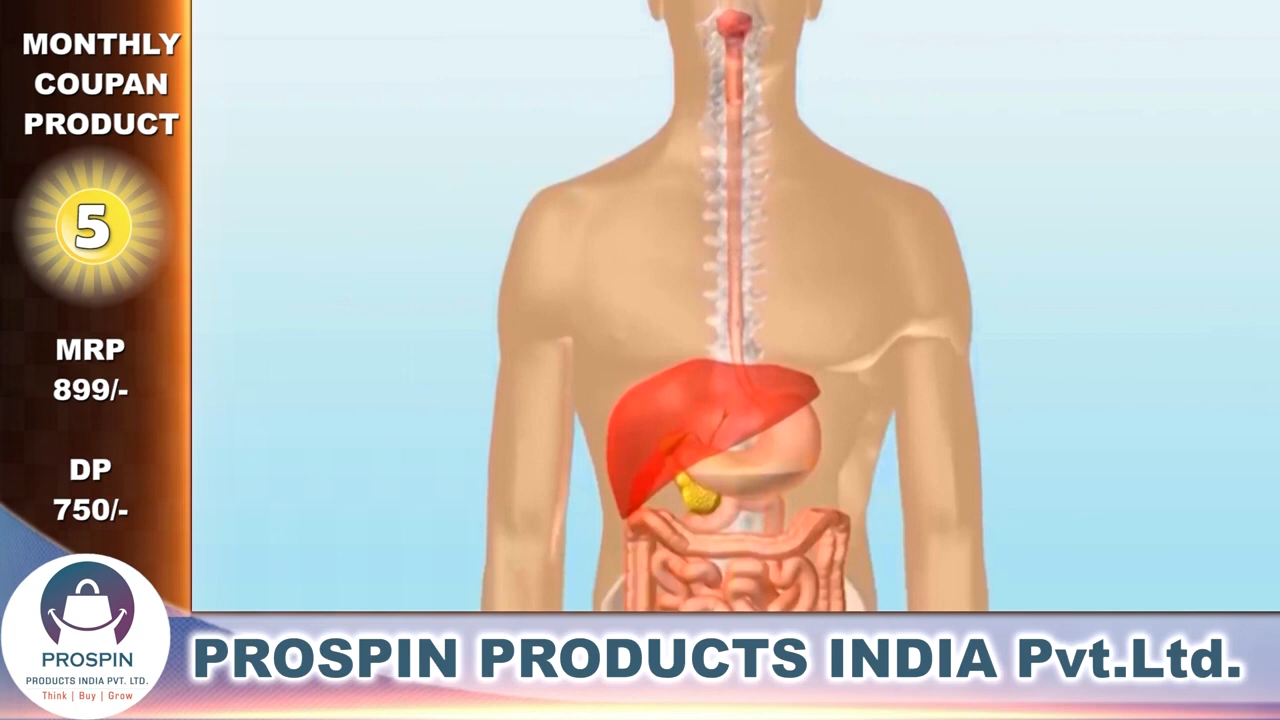 MONTHLY
COUPAN
PRODUCT
5
MRP
899/-
DP
750/-
PROSPIN
PRODUCTS INDIA PVT. LTD.
Think | Buy | Grow
PROSPIN PRODUCTS INDIA Pvt.Ltd.